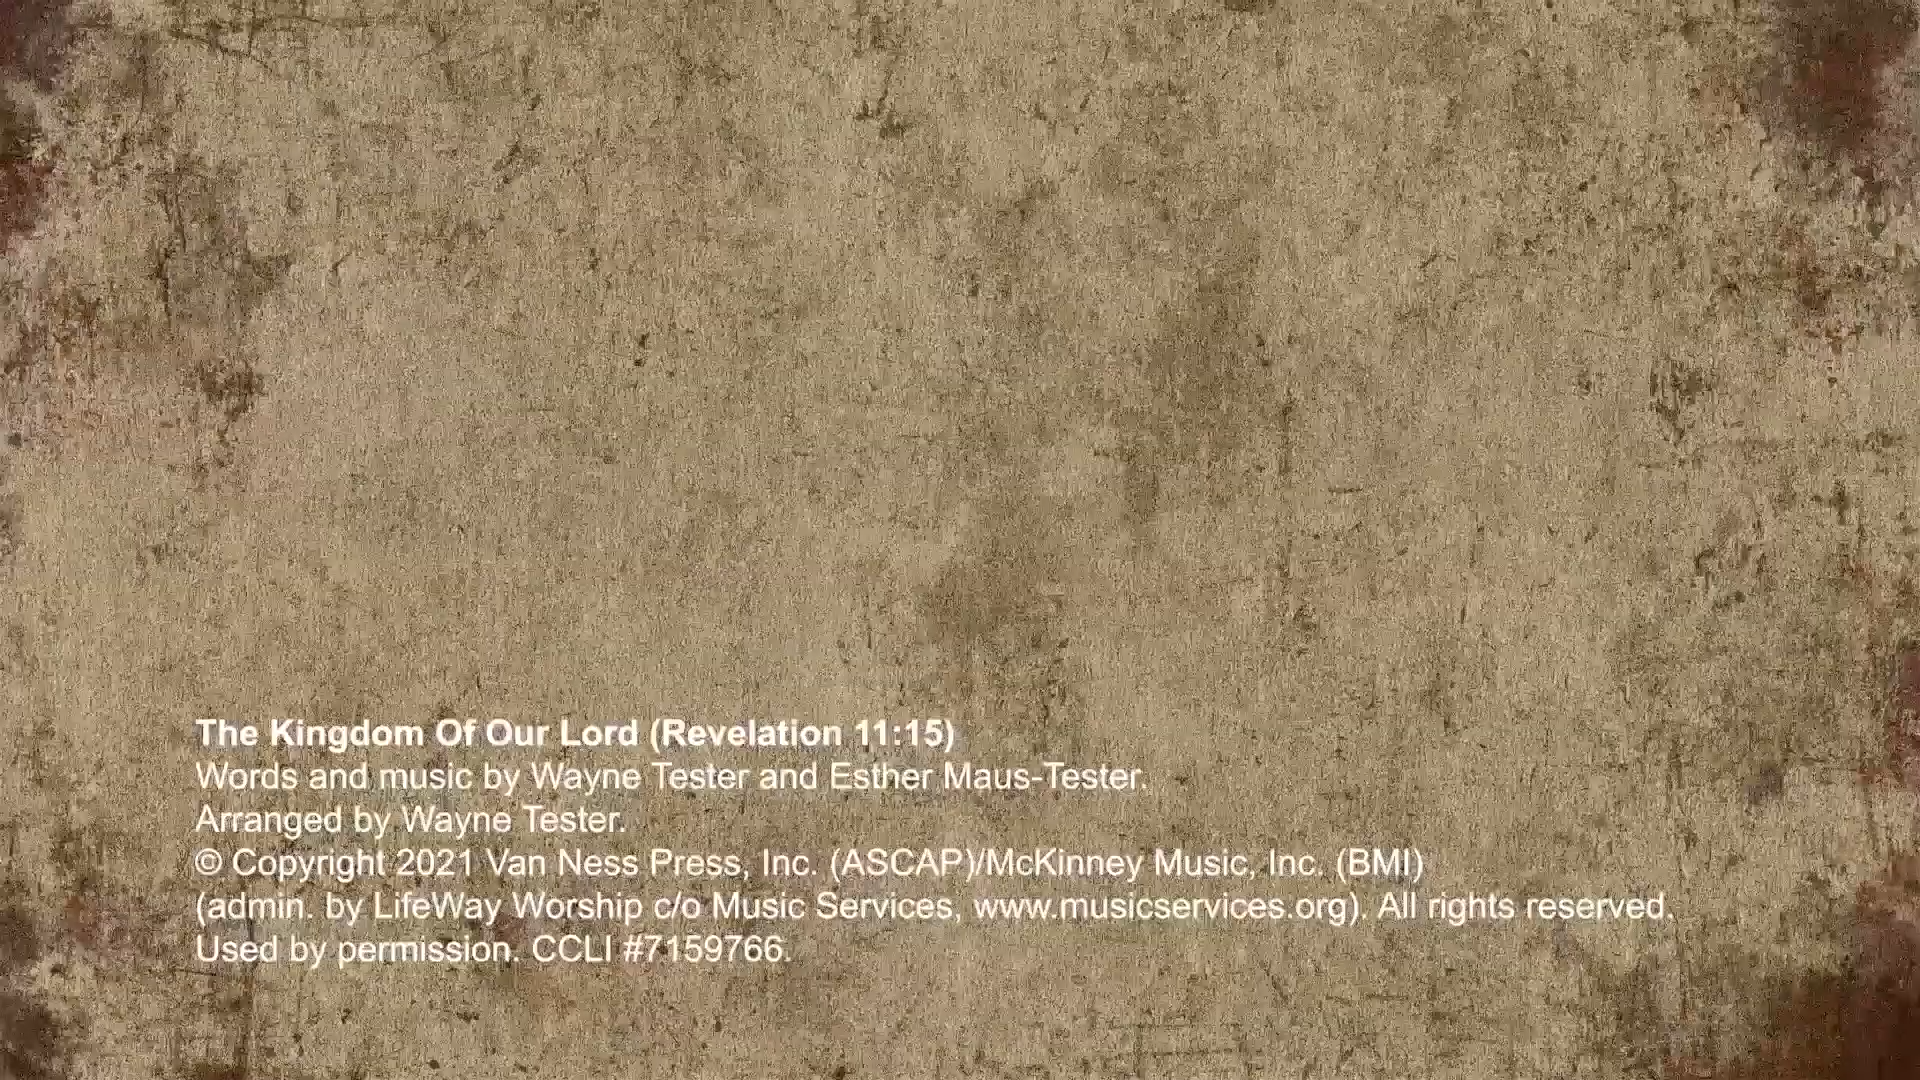 The Kingdom Of Our Lord (Revelation 11:15)
Words and music by Wayne Tester and Esther Maus-Tester.
Arranged by Wayne Tester.
© Copyright 2021 Van Ness Press, Inc. (ASCAP)/McKinney Music, Inc. (BMI)
(admin. by LifeWay Worship c/o Music Services, www.musicservices.org). All rights reserved.
Used by permission. CCLI #7159766.